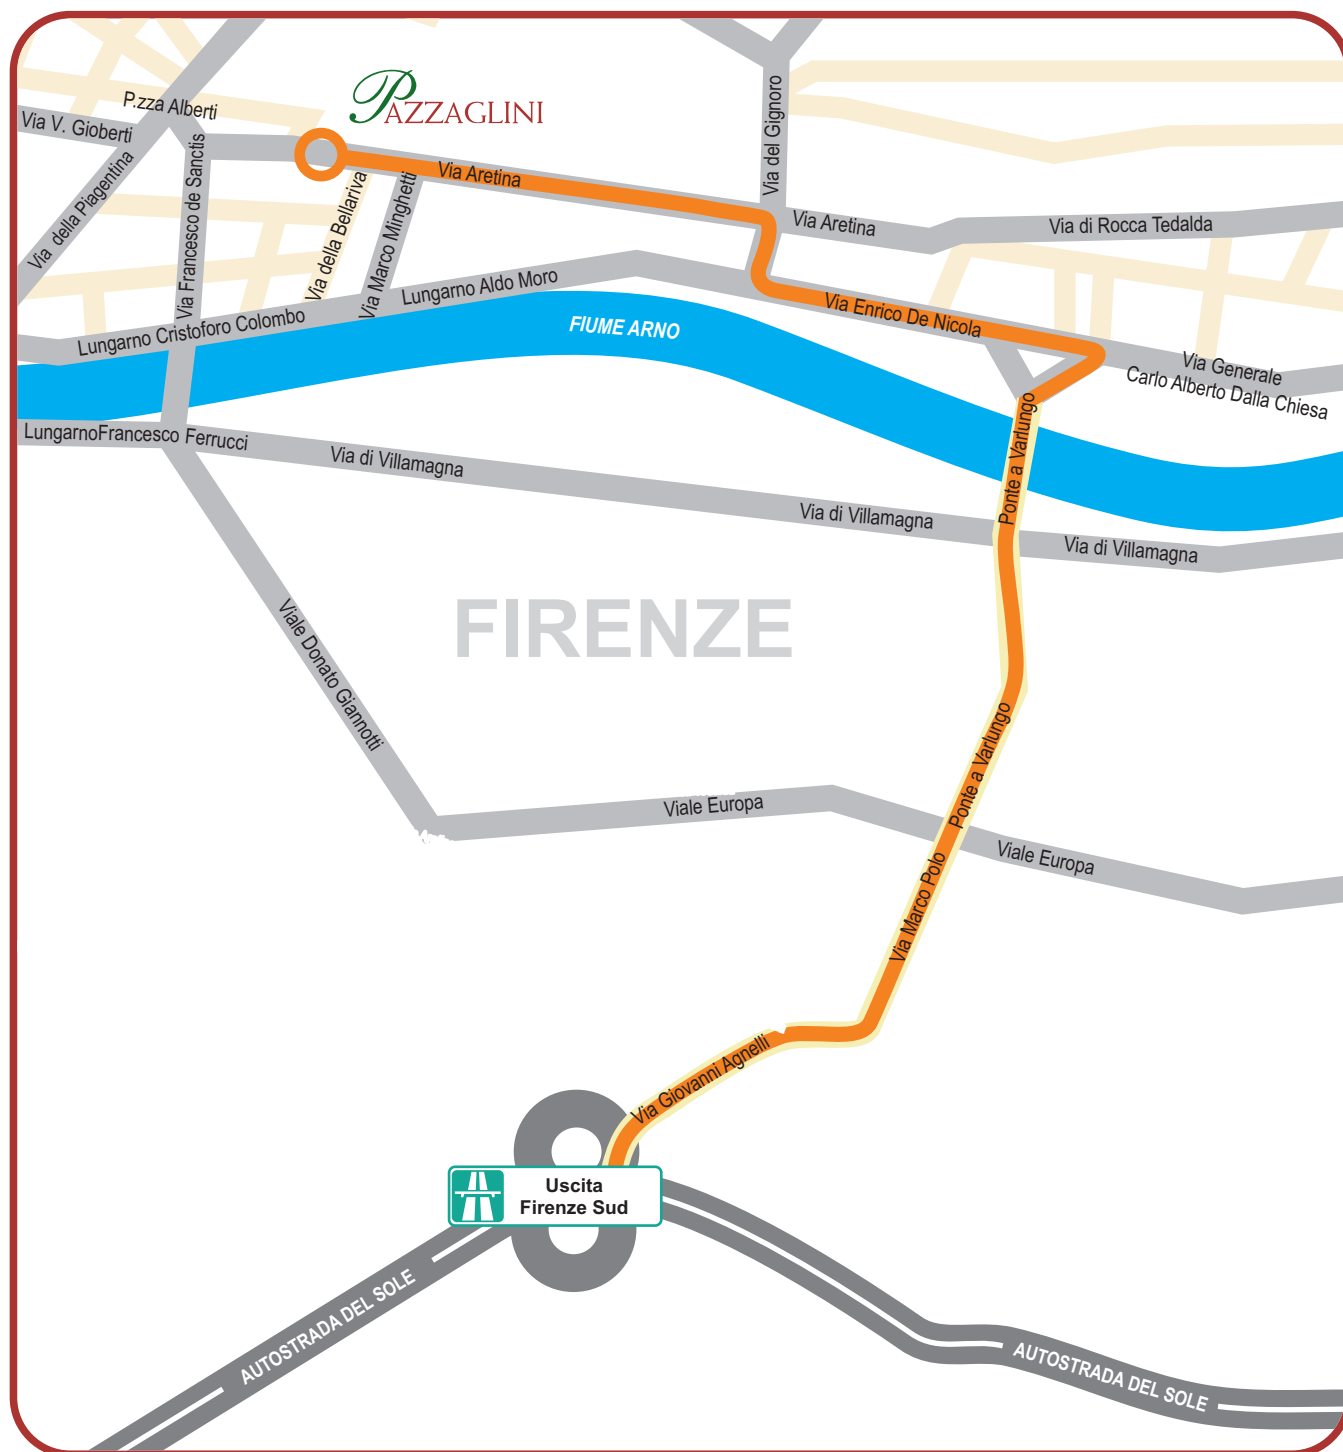 PAZZAGLINI
P.zza Alberti
Via V. Gioberti
Via della Piagentina
Via Francesco de Sanctis
Via della Bellariva
Via Marco Minghetti
Via Aretina
Via del Gignoro
Via Aretina
Via di Rocca Tedalda
Lungarno Cristoforo Colombo
Lungarno Aldo Moro
FIUME ARNO
Via Enrico De Nicola
Via Generale
Carlo Alberto Dalla Chiesa
LungarnoFrancesco Ferrucci
Via di Villamagna
Via di Villamagna
Ponte a Varlungo
Via di Villamagna
FIRENZE
Viale Donato Giannotti
Ponte a Varlungo
Viale Europa
Viale Europa
Via Marco Polo
Via Giovanni Agnelli
Uscita
Firenze Sud
AUTOSTRADA DEL SOLE
AUTOSTRADA DEL SOLE